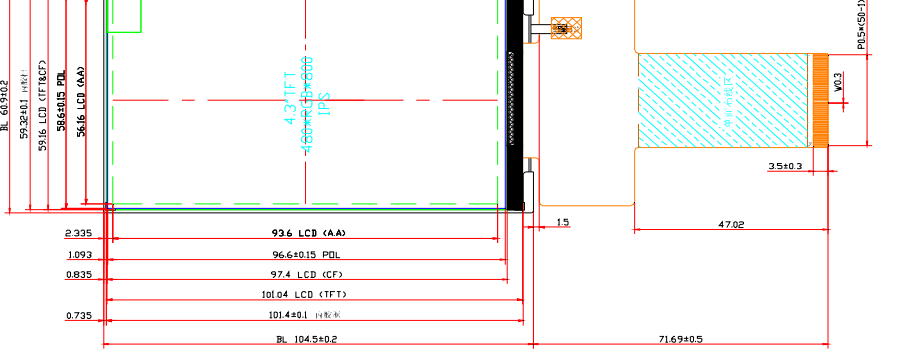 BL 60.9±0.2
59.32±0.1
59.16 LCD (TFT&CF)
58.6±0.15 POL
56.16 LCD (AA)
4.3'TFT
480*RGB*800
IPS
P0.5*(50-1)
W0.3
3.5±0.3
1.5
47.02
2.335
93.6 LCD (AA)
1.093
96.6±0.15 POL
0.835
97.4 LCD (CF)
101.04 LCD (TFT)
0.735
101.4±0.1
BL 104.5±0.2
71.69±0.5